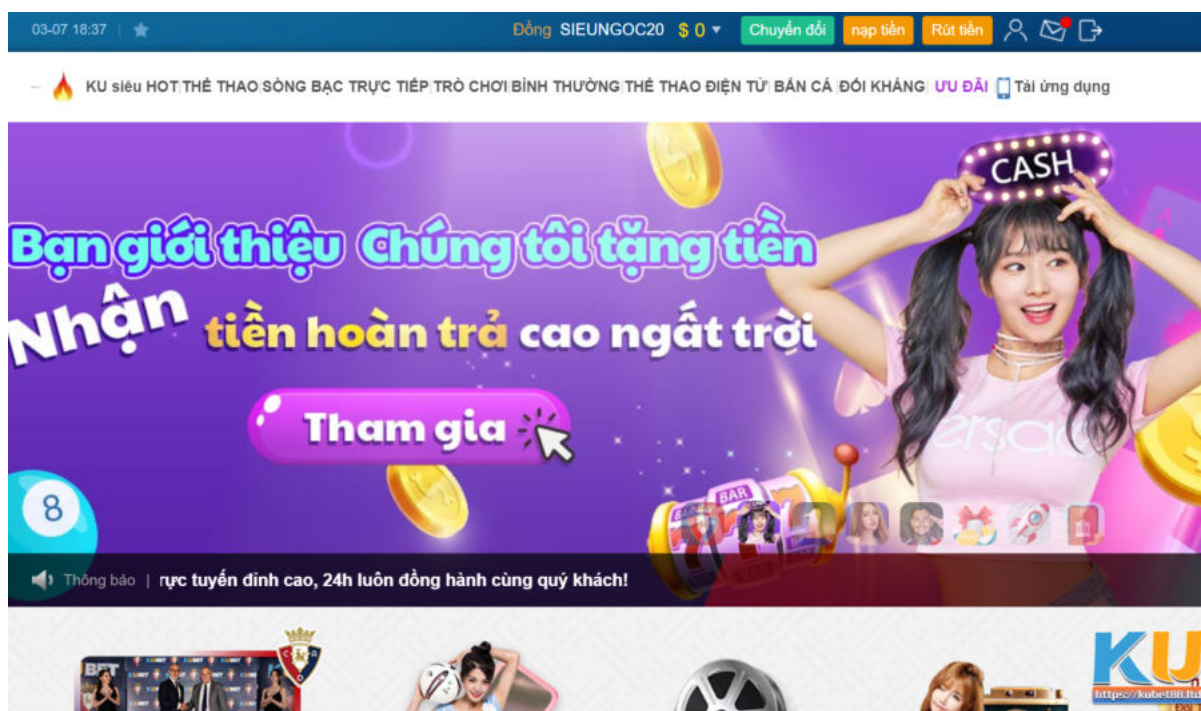 03-07 18:37
Đồng SIEUNGOC20 $ 0 Chuyển đổi nạp tiền Rút tiền
KU siêu HOT THỂ THAO SÒNG BẠC TRỰC TIẾP TRÒ CHƠI BÌNH THƯỜNG THỂ THAO ĐIỆN TỬ BẮN CÁ ĐỐI KHÁNG ƯU ĐÃI Tải ứng dụng
CASH
Bạn giới thiệu Chúng tôi tặng tiền
Nhận tiền hoàn trả cao ngất trời
Tham gia
8
BAR
BAR
Thông báo | rực tuyến đỉnh cao, 24h luôn đồng hành cùng quý khách!
BET
KU
https://kubet88.ltd